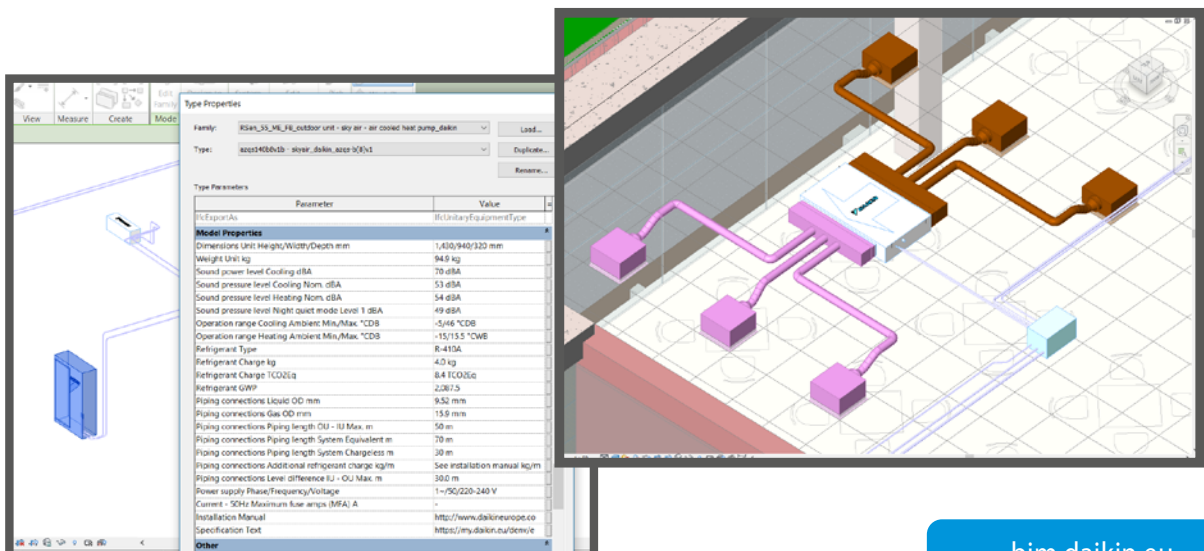 View Measure Create Mode
Edit
Family
Type Properties
Family: RSen_55_ME_FB_outdoor unit - sky air - air cooled heat pump_daikin Load...
Type: azqs140b8v1b - skyair_daikin_azqs-b[8]v1 Duplicate...
Rename...
Type Parameters
Parameter Value
IfcExportAs IfcUnitaryEquipmentType
Model Properties
Dimensions Unit Height/Width/Depth mm 1,430/940/320 mm
Weight Unit kg 94.9 kg
Sound power level Cooling dBA 70 dBA
Sound pressure level Cooling Nom. dBA 53 dBA
Sound pressure level Heating Nom. dBA 54 dBA
Sound pressure level Night quiet mode Level 1 dBA 49 dBA
Operation range Cooling Ambient Min./Max. °CDB -5/46 °CDB
Operation range Heating Ambient Min./Max. °CDB -15/15.5 °CWB
Refrigerant Type R-410A
Refrigerant Charge kg 4.0 kg
Refrigerant Charge TCO2Eq 8.4 TCO2Eq
Refrigerant GWP 2,087.5
Piping connections Liquid OD mm 9.52 mm
Piping connections Gas OD mm 15.9 mm
Piping connections Piping length OU - IU Max. m 50 m
Piping connections Piping length System Equivalent m 70 m
Piping connections Piping length System Chargeless m 30 m
Piping connections Additional refrigerant charge kg/m See installation manual kg/m
Piping connections Level difference IU - OU Max. m 30.0 m
Power supply Phase/Frequency/Voltage 1~/50/220-240 V
Current - 50Hz Maximum fuse amps (MFA) A -
Installation Manual http://www.daikineurope.co
Specification Text https://my.daikin.eu/denv/e
Other
DAIKIN
bim.daikin.eu